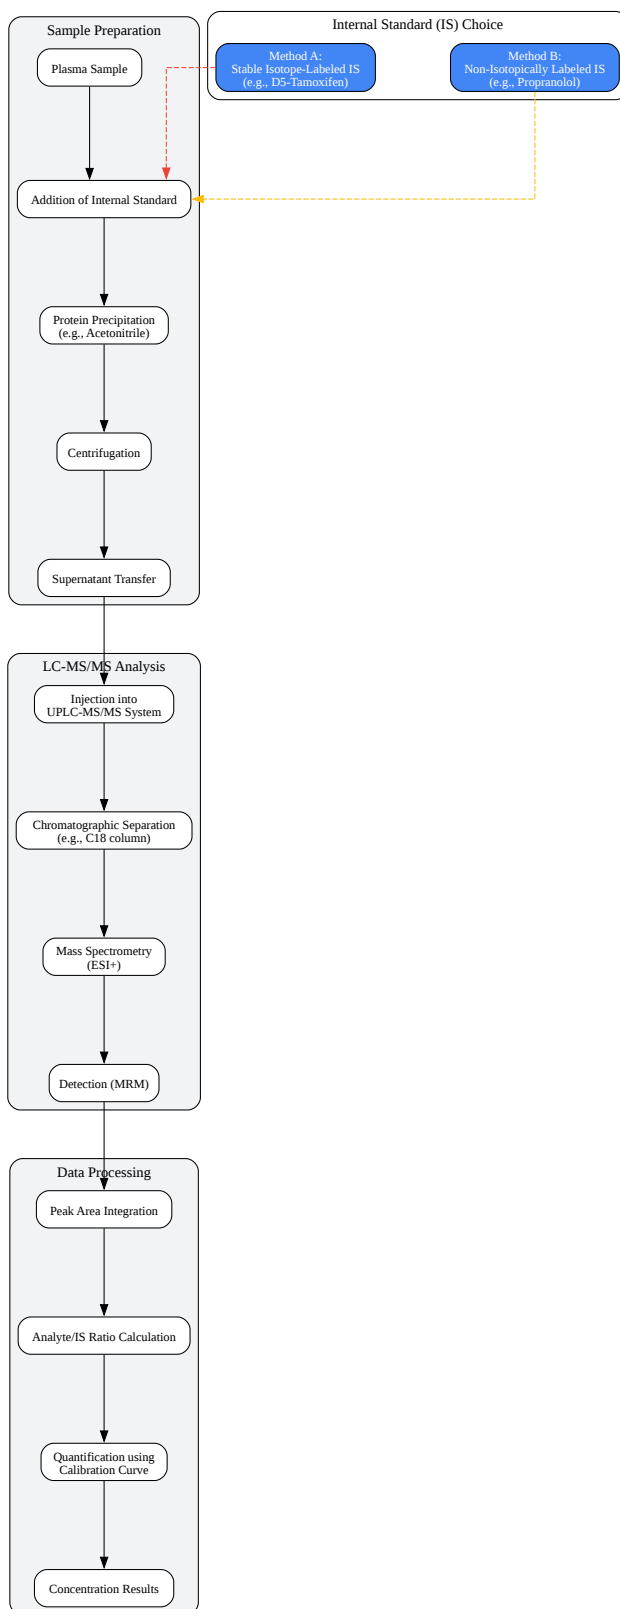 Sample Preparation
Plasma Sample
Internal Standard (IS) Choice
Method A:
Stable Isotope-Labeled IS
(e.g., D5-Tamoxifen)
Method B:
Non-Isotopically Labeled IS
(e.g., Propranolol)
Addition of Internal Standard
Protein Precipitation
(e.g., Acetonitrile)
Centrifugation
Supernatant Transfer
LC-MS/MS Analysis
Injection into
UPLC-MS/MS System
Chromatographic Separation
(e.g., C18 column)
Mass Spectrometry
(ESI+)
Detection (MRM)
Data Processing
Peak Area Integration
Analyte/IS Ratio Calculation
Quantification using
Calibration Curve
Concentration Results